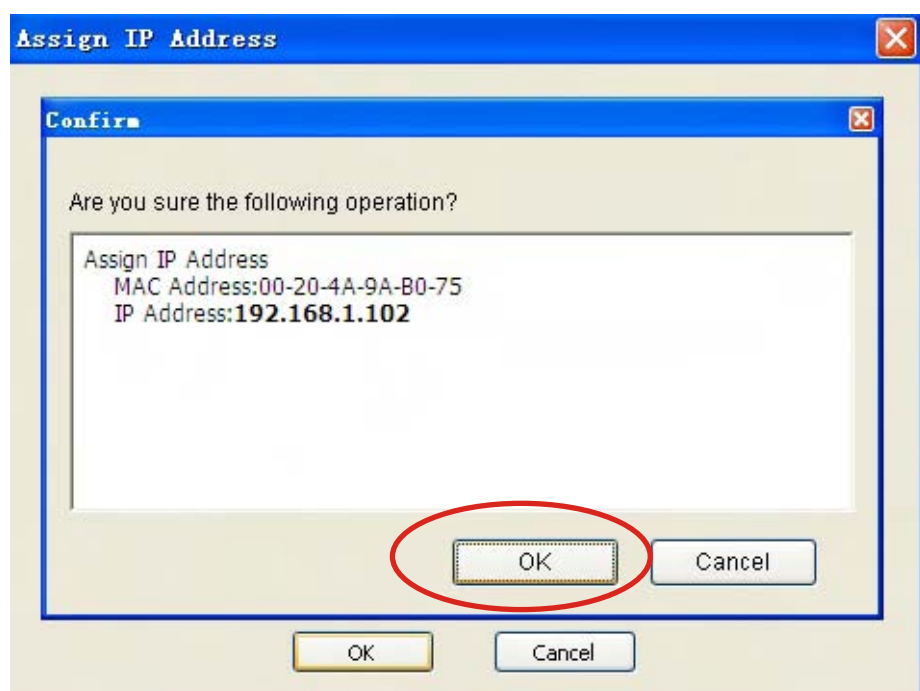 Assign IP Address
Confirm
Are you sure the following operation?
Assign IP Address
MAC Address:00-20-4A-9A-B0-75
IP Address:192.168.1.102
OK Cancel
OK Cancel